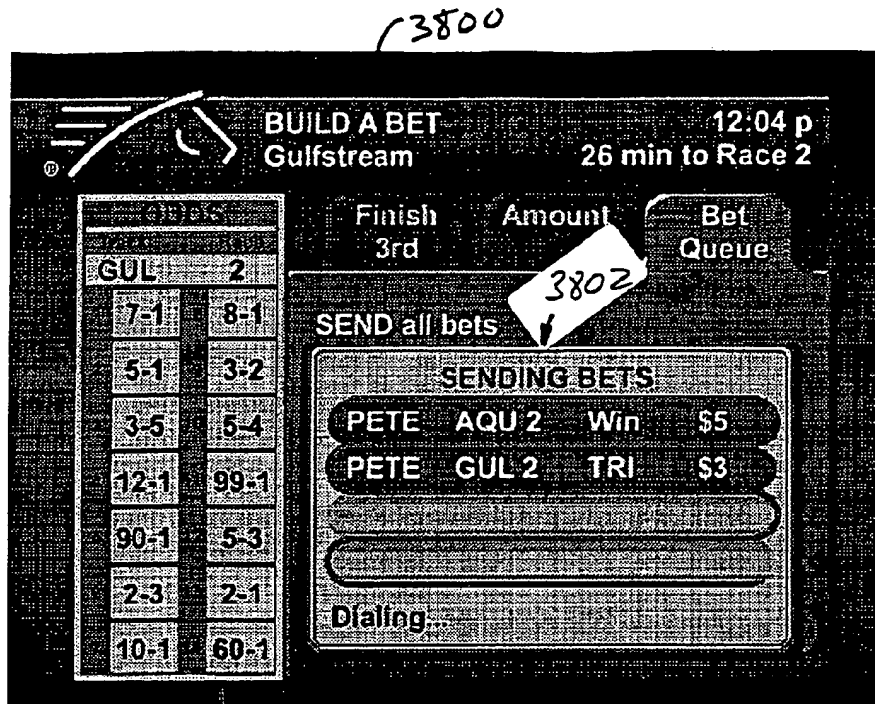 3800
BUILD A BET 12:04 p
Gulfstream 26 min to Race 2
®
ODDS
GUL 2
7-1 8-1
5-1 3-2
3-5 5-4
12-1 99-1
90-1 5-3
2-3 2-1
10-1 60-1
Finish 3rd
Amount
Bet Queue
3802
SEND all bets
SENDING BETS
PETE AQU 2 Win $5
PETE GUL 2 TRI $3
Dialing...